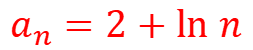 aₙ = 2 + ln n